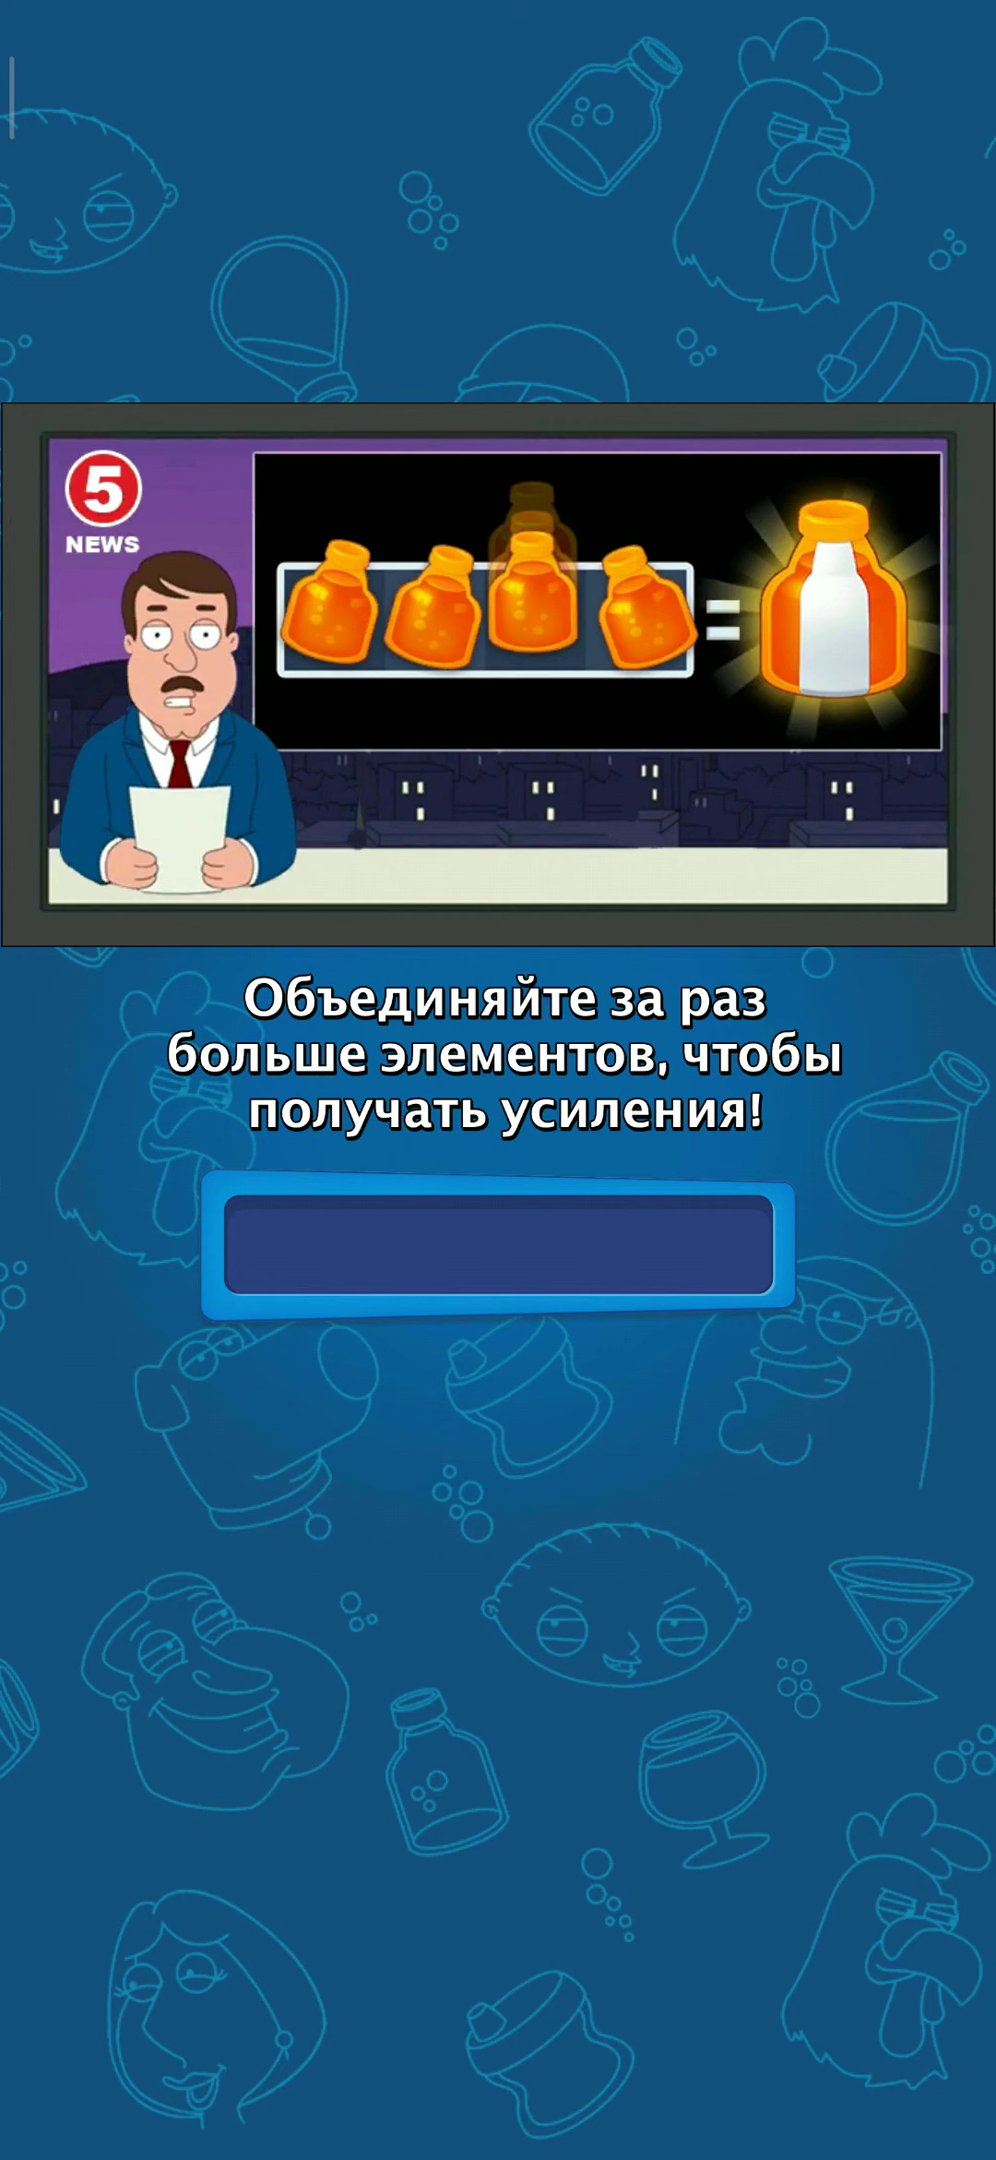 5
NEWS
Объединяйте за раз
больше элементов, чтобы
получать усиления!